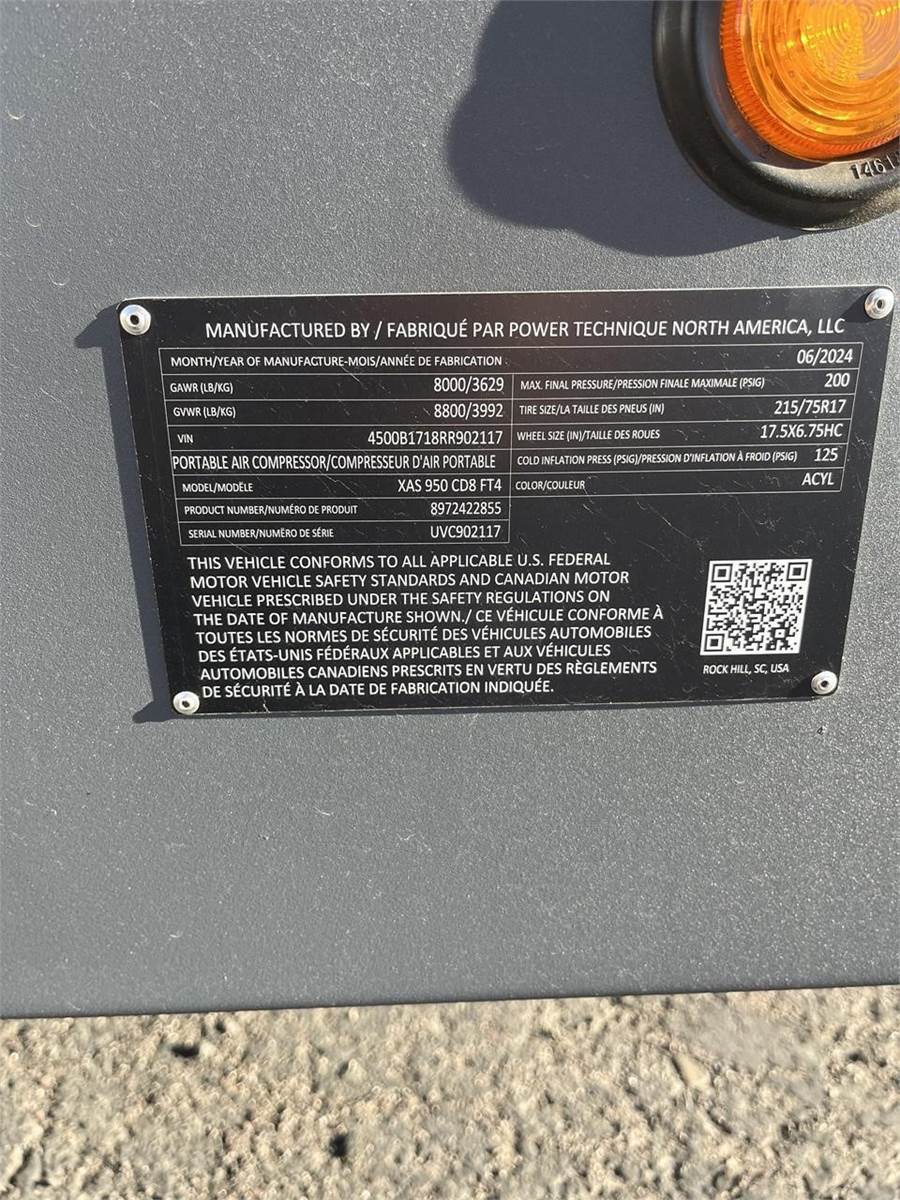 1461
MANUFACTURED BY / FABRIQUÉ PAR POWER TECHNIQUE NORTH AMERICA, LLC
MONTH/YEAR OF MANUFACTURE-MOIS/ANNÉE DE FABRICATION 06/2024
GAWR (LB/KG) 8000/3629 MAX. FINAL PRESSURE/PRESSION FINALE MAXIMALE (PSIG) 200
GVWR (LB/KG) 8800/3992 TIRE SIZE/LA TAILLE DES PNEUS (IN) 215/75R17
VIN 4500B1718RR902117 WHEEL SIZE (IN)/TAILLE DES ROUES 17.5X6.75HC
PORTABLE AIR COMPRESSOR/COMPRESSEUR D'AIR PORTABLE COLD INFLATION PRESS (PSIG)/PRESSION D'INFLATION À FROID (PSIG) 125
MODEL/MODÈLE XAS 950 CD8 FT4 COLOR/COULEUR ACYL
PRODUCT NUMBER/NUMÉRO DE PRODUIT 8972422855
SERIAL NUMBER/NUMÉRO DE SÉRIE UVC902117
THIS VEHICLE CONFORMS TO ALL APPLICABLE U.S. FEDERAL
MOTOR VEHICLE SAFETY STANDARDS AND CANADIAN MOTOR
VEHICLE PRESCRIBED UNDER THE SAFETY REGULATIONS ON
THE DATE OF MANUFACTURE SHOWN./ CE VÉHICULE CONFORME À
TOUTES LES NORMES DE SÉCURITÉ DES VÉHICULES AUTOMOBILES
DES ÉTATS-UNIS FÉDÉRAUX APPLICABLES ET AUX VÉHICULES
AUTOMOBILES CANADIENS PRESCRITS EN VERTU DES RÈGLEMENTS
DE SÉCURITÉ À LA DATE DE FABRICATION INDIQUÉE.
ROCK HILL, SC, USA